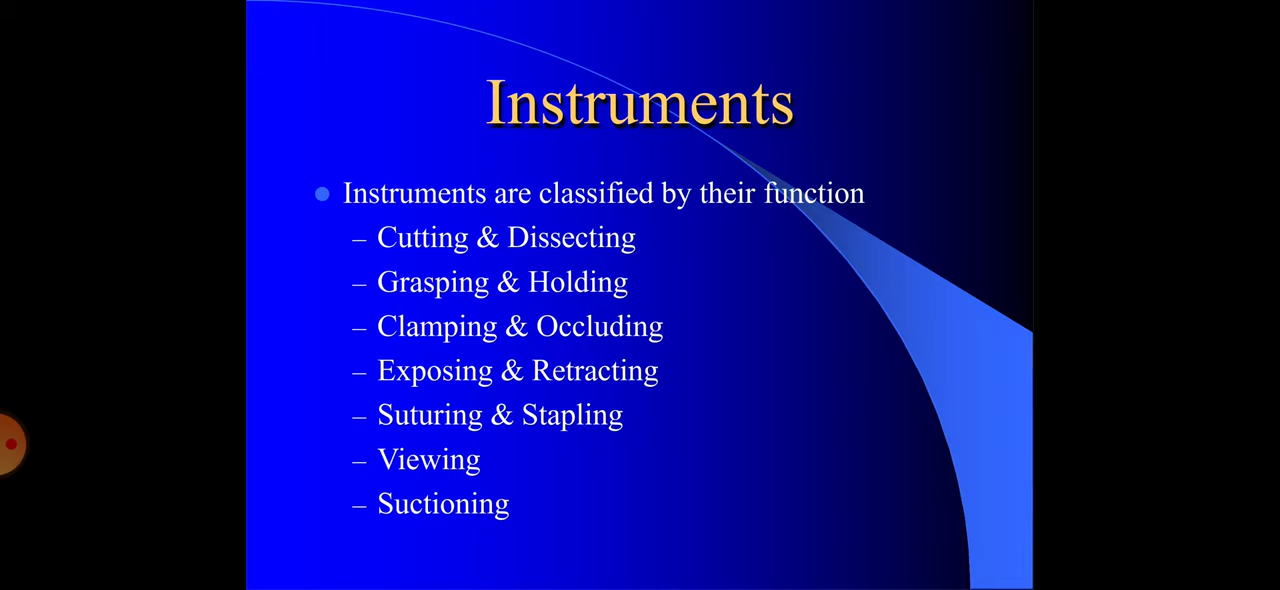 Instruments
Instruments are classified by their function
– Cutting & Dissecting
– Grasping & Holding
– Clamping & Occluding
– Exposing & Retracting
– Suturing & Stapling
– Viewing
– Suctioning